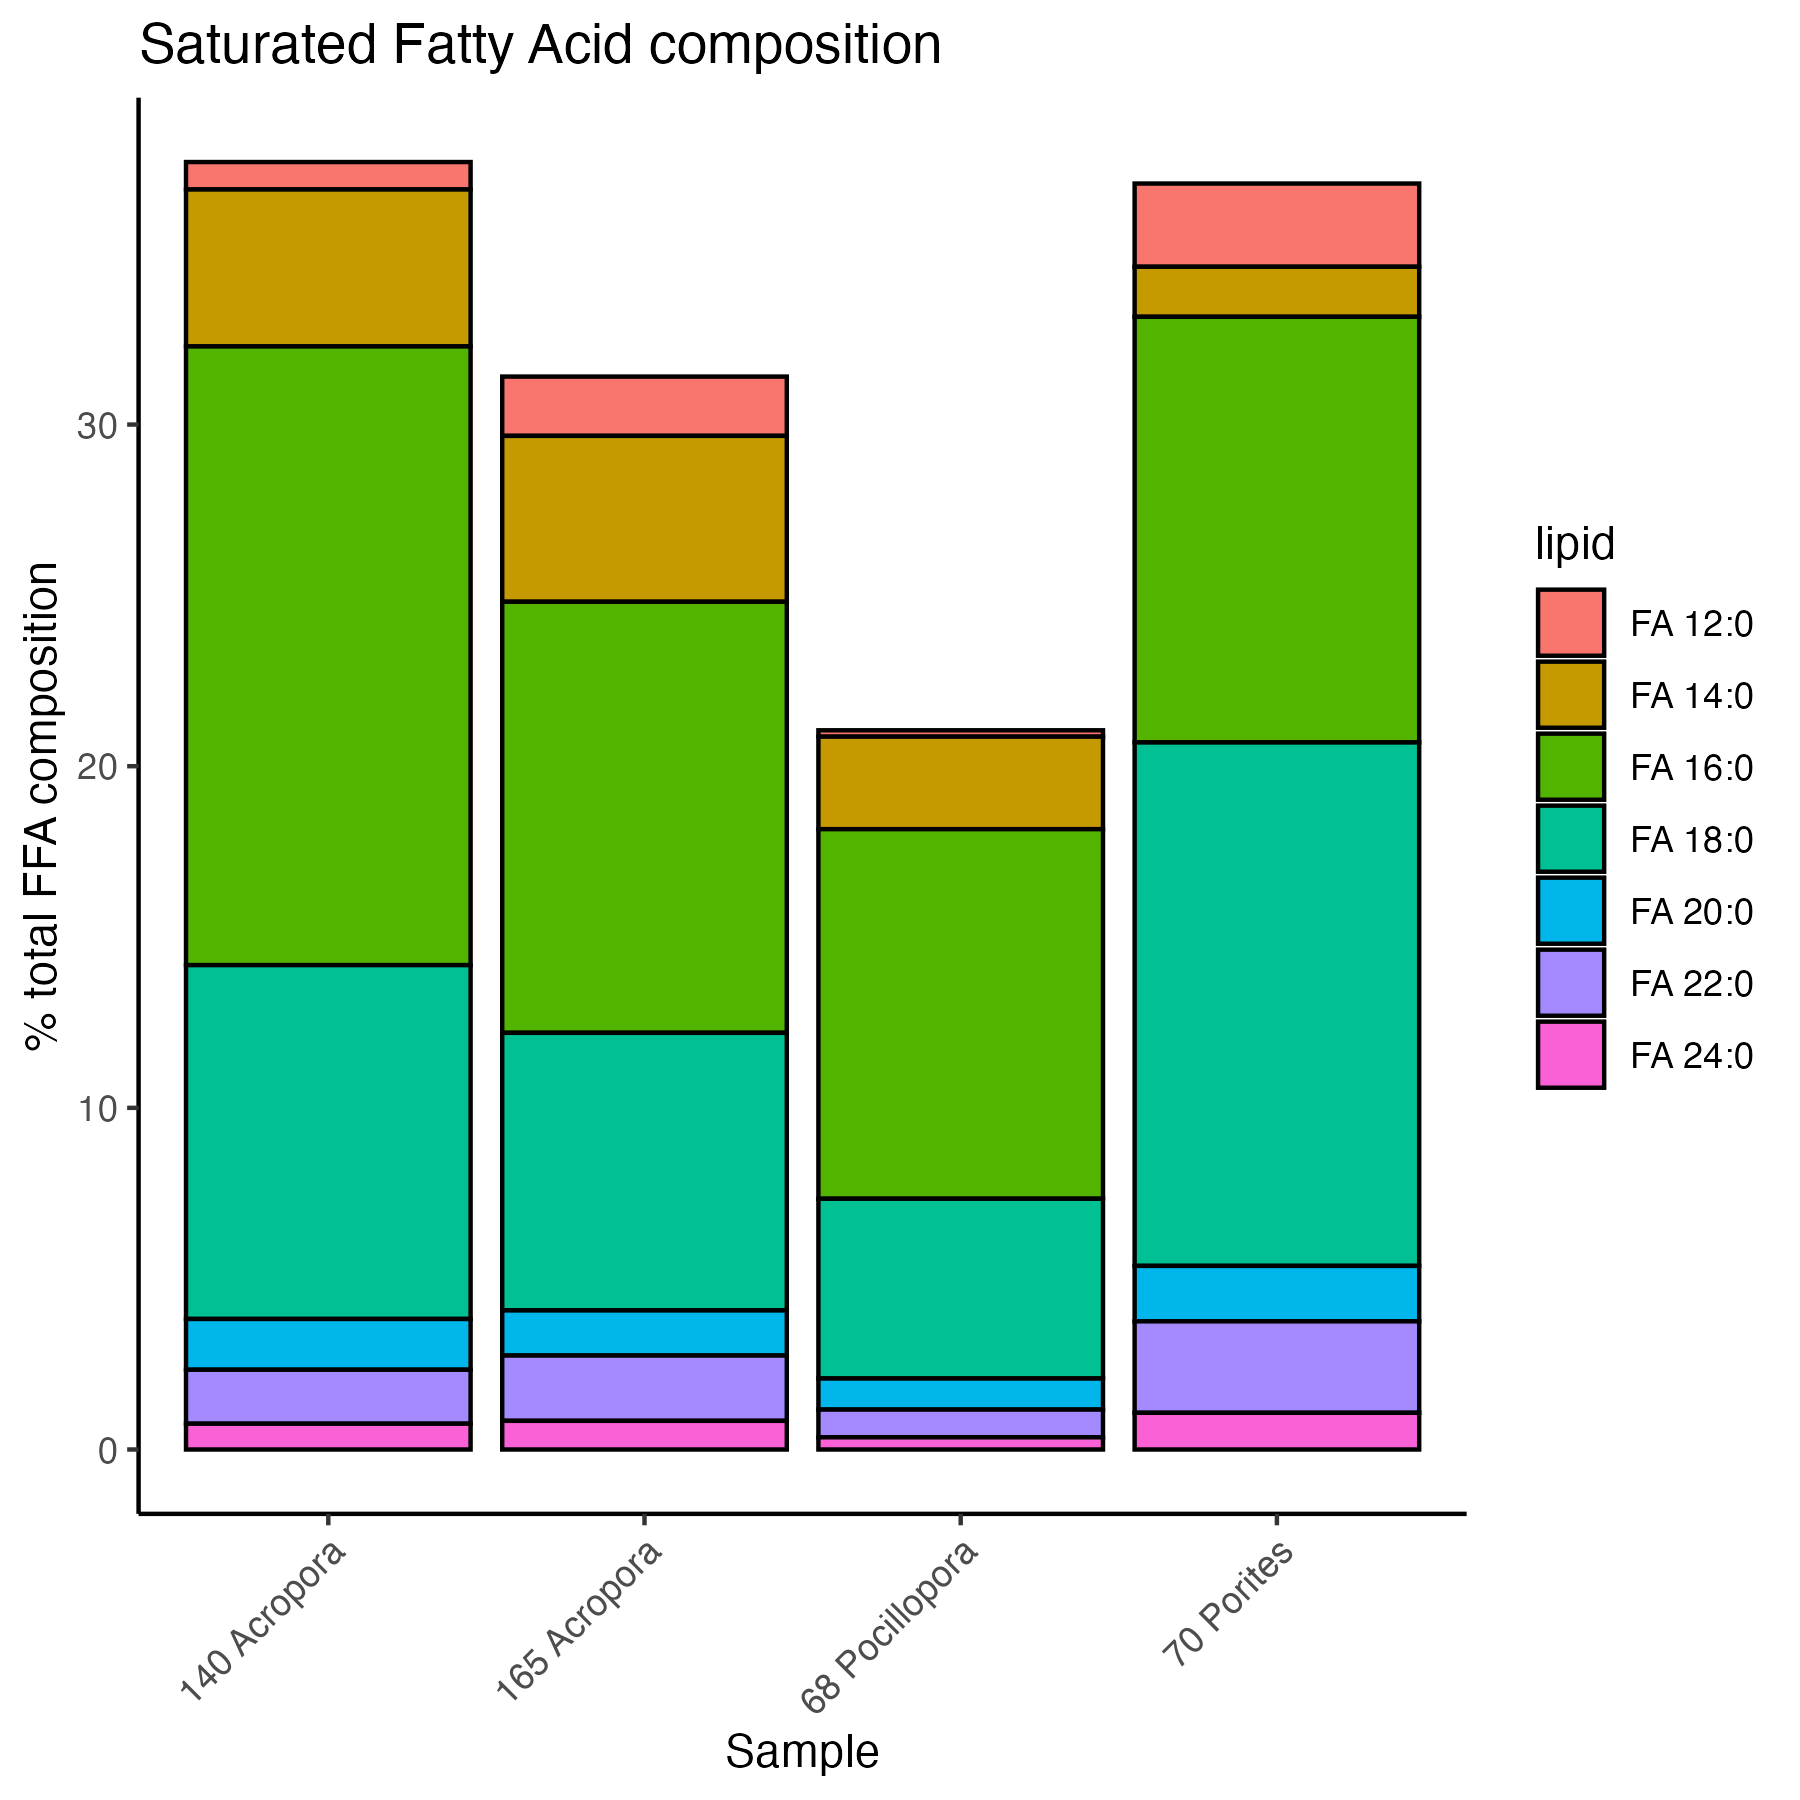 Saturated Fatty Acid composition
% total FFA composition
30
20
10
0
140 Acropora
165 Acropora
68 Pocillopora
70 Porites
Sample
lipid
FA 12:0
FA 14:0
FA 16:0
FA 18:0
FA 20:0
FA 22:0
FA 24:0